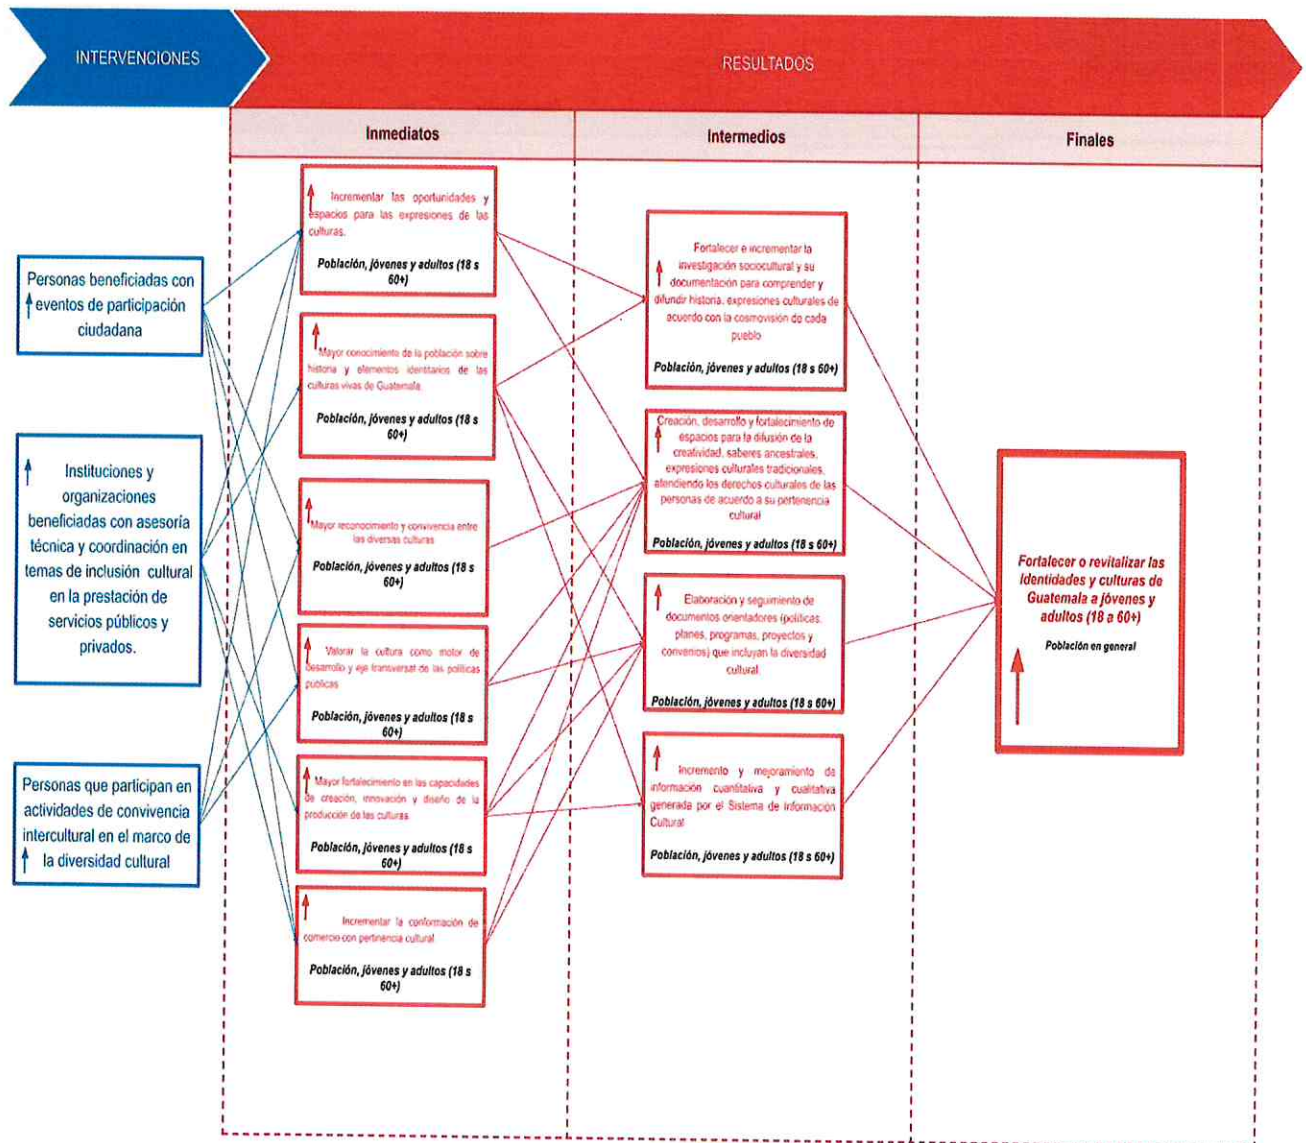 INTERVENCIONES
RESULTADOS
Inmediatos
Intermedios
Finales
Personas beneficiadas con
eventos de participación
ciudadana
Instituciones y
organizaciones
beneficiadas con asesoría
técnica y coordinación en
temas de inclusión cultural
en la prestación de
servicios públicos y
privados.
Personas que participan en
actividades de convivencia
intercultural en el marco de
la diversidad cultural
Incrementar las oportunidades y
espacios para las expresiones de las
culturas.
Población, jóvenes y adultos (18 s
60+)
Mayor conocimiento de la población sobre
historia y elementos identitarios de las
culturas vivas de Guatemala.
Población, jóvenes y adultos (18 s
60+)
Mayor reconocimiento y convivencia entre
las diversas culturas
Población, jóvenes y adultos (18 s
60+)
Valorar la cultura como motor de
desarrollo y eje transversal de las políticas
públicas
Población, jóvenes y adultos (18 s
60+)
Mayor fortalecimiento en las capacidades
de creación, innovación y diseño de la
producción de las culturas.
Población, jóvenes y adultos (18 s
60+)
Incrementar la conformación de
comercio con pertinencia cultural
Población, jóvenes y adultos (18 s
60+)
Fortalecer e incrementar la
investigación sociocultural y su
documentación para comprender y
difundir historia, expresiones culturales de
acuerdo con la cosmovisión de cada
pueblo
Población, jóvenes y adultos (18 s 60+)
Creación, desarrollo y fortalecimiento de
espacios para la difusión de la
creatividad, saberes ancestrales,
expresiones culturales tradicionales,
atendiendo los derechos culturales de las
personas de acuerdo a su pertenencia
cultural
Población, jóvenes y adultos (18 s 60+)
Elaboración y seguimiento de
documentos orientadores (políticas,
planes, programas, proyectos y
convenios) que incluyan la diversidad
cultural.
Población, jóvenes y adultos (18 s 60+)
Incremento y mejoramiento de
información cuantitativa y cualitativa
generada por el Sistema de Información
Cultural
Población, jóvenes y adultos (18 s 60+)
Fortalecer o revitalizar las
Identidades y culturas de
Guatemala a jóvenes y
adultos (18 a 60+)
Población en general